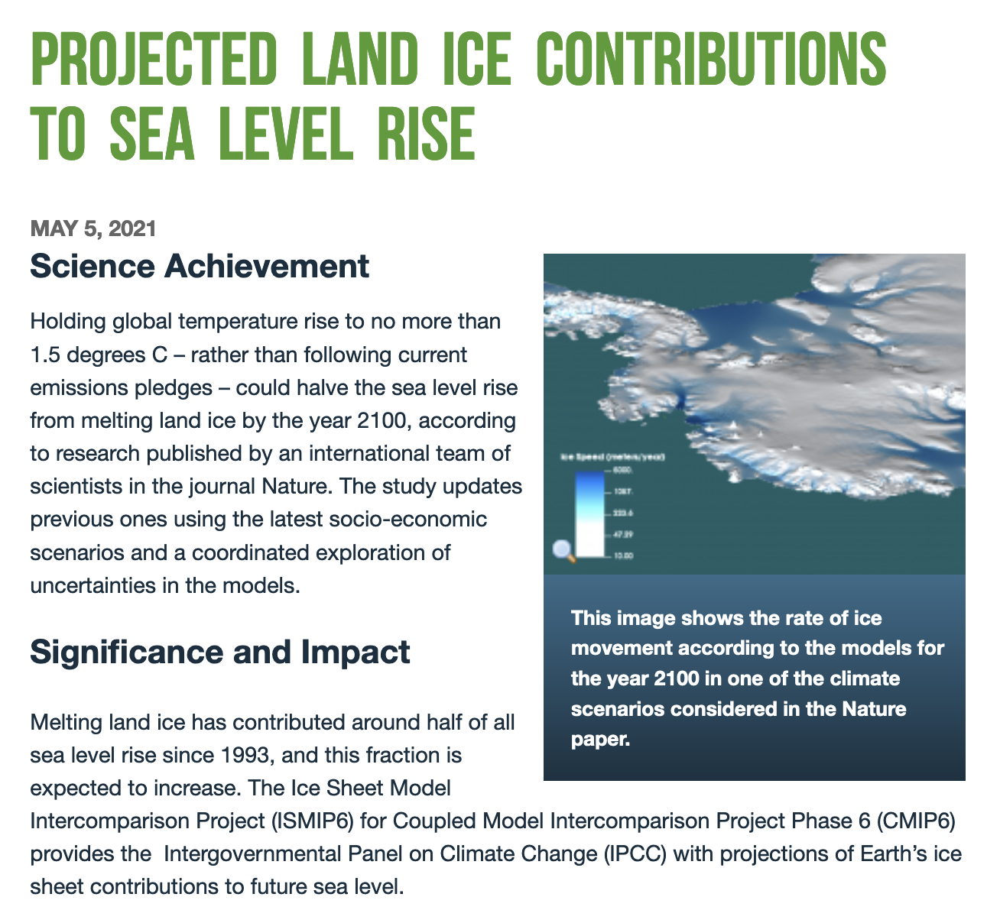 PROJECTED LAND ICE CONTRIBUTIONS
TO SEA LEVEL RISE
MAY 5, 2021
Science Achievement
Holding global temperature rise to no more than
1.5 degrees C – rather than following current
emissions pledges – could halve the sea level rise
from melting land ice by the year 2100, according
to research published by an international team of
scientists in the journal Nature. The study updates
previous ones using the latest socio-economic
scenarios and a coordinated exploration of
uncertainties in the models.
Ice Speed (meters/year)
6000.
1087.
223.6
47.29
10.00
This image shows the rate of ice
movement according to the models for
the year 2100 in one of the climate
scenarios considered in the Nature
paper.
Significance and Impact
Melting land ice has contributed around half of all
sea level rise since 1993, and this fraction is
expected to increase. The Ice Sheet Model
Intercomparison Project (ISMIP6) for Coupled Model Intercomparison Project Phase 6 (CMIP6)
provides the  Intergovernmental Panel on Climate Change (IPCC) with projections of Earth’s ice
sheet contributions to future sea level.